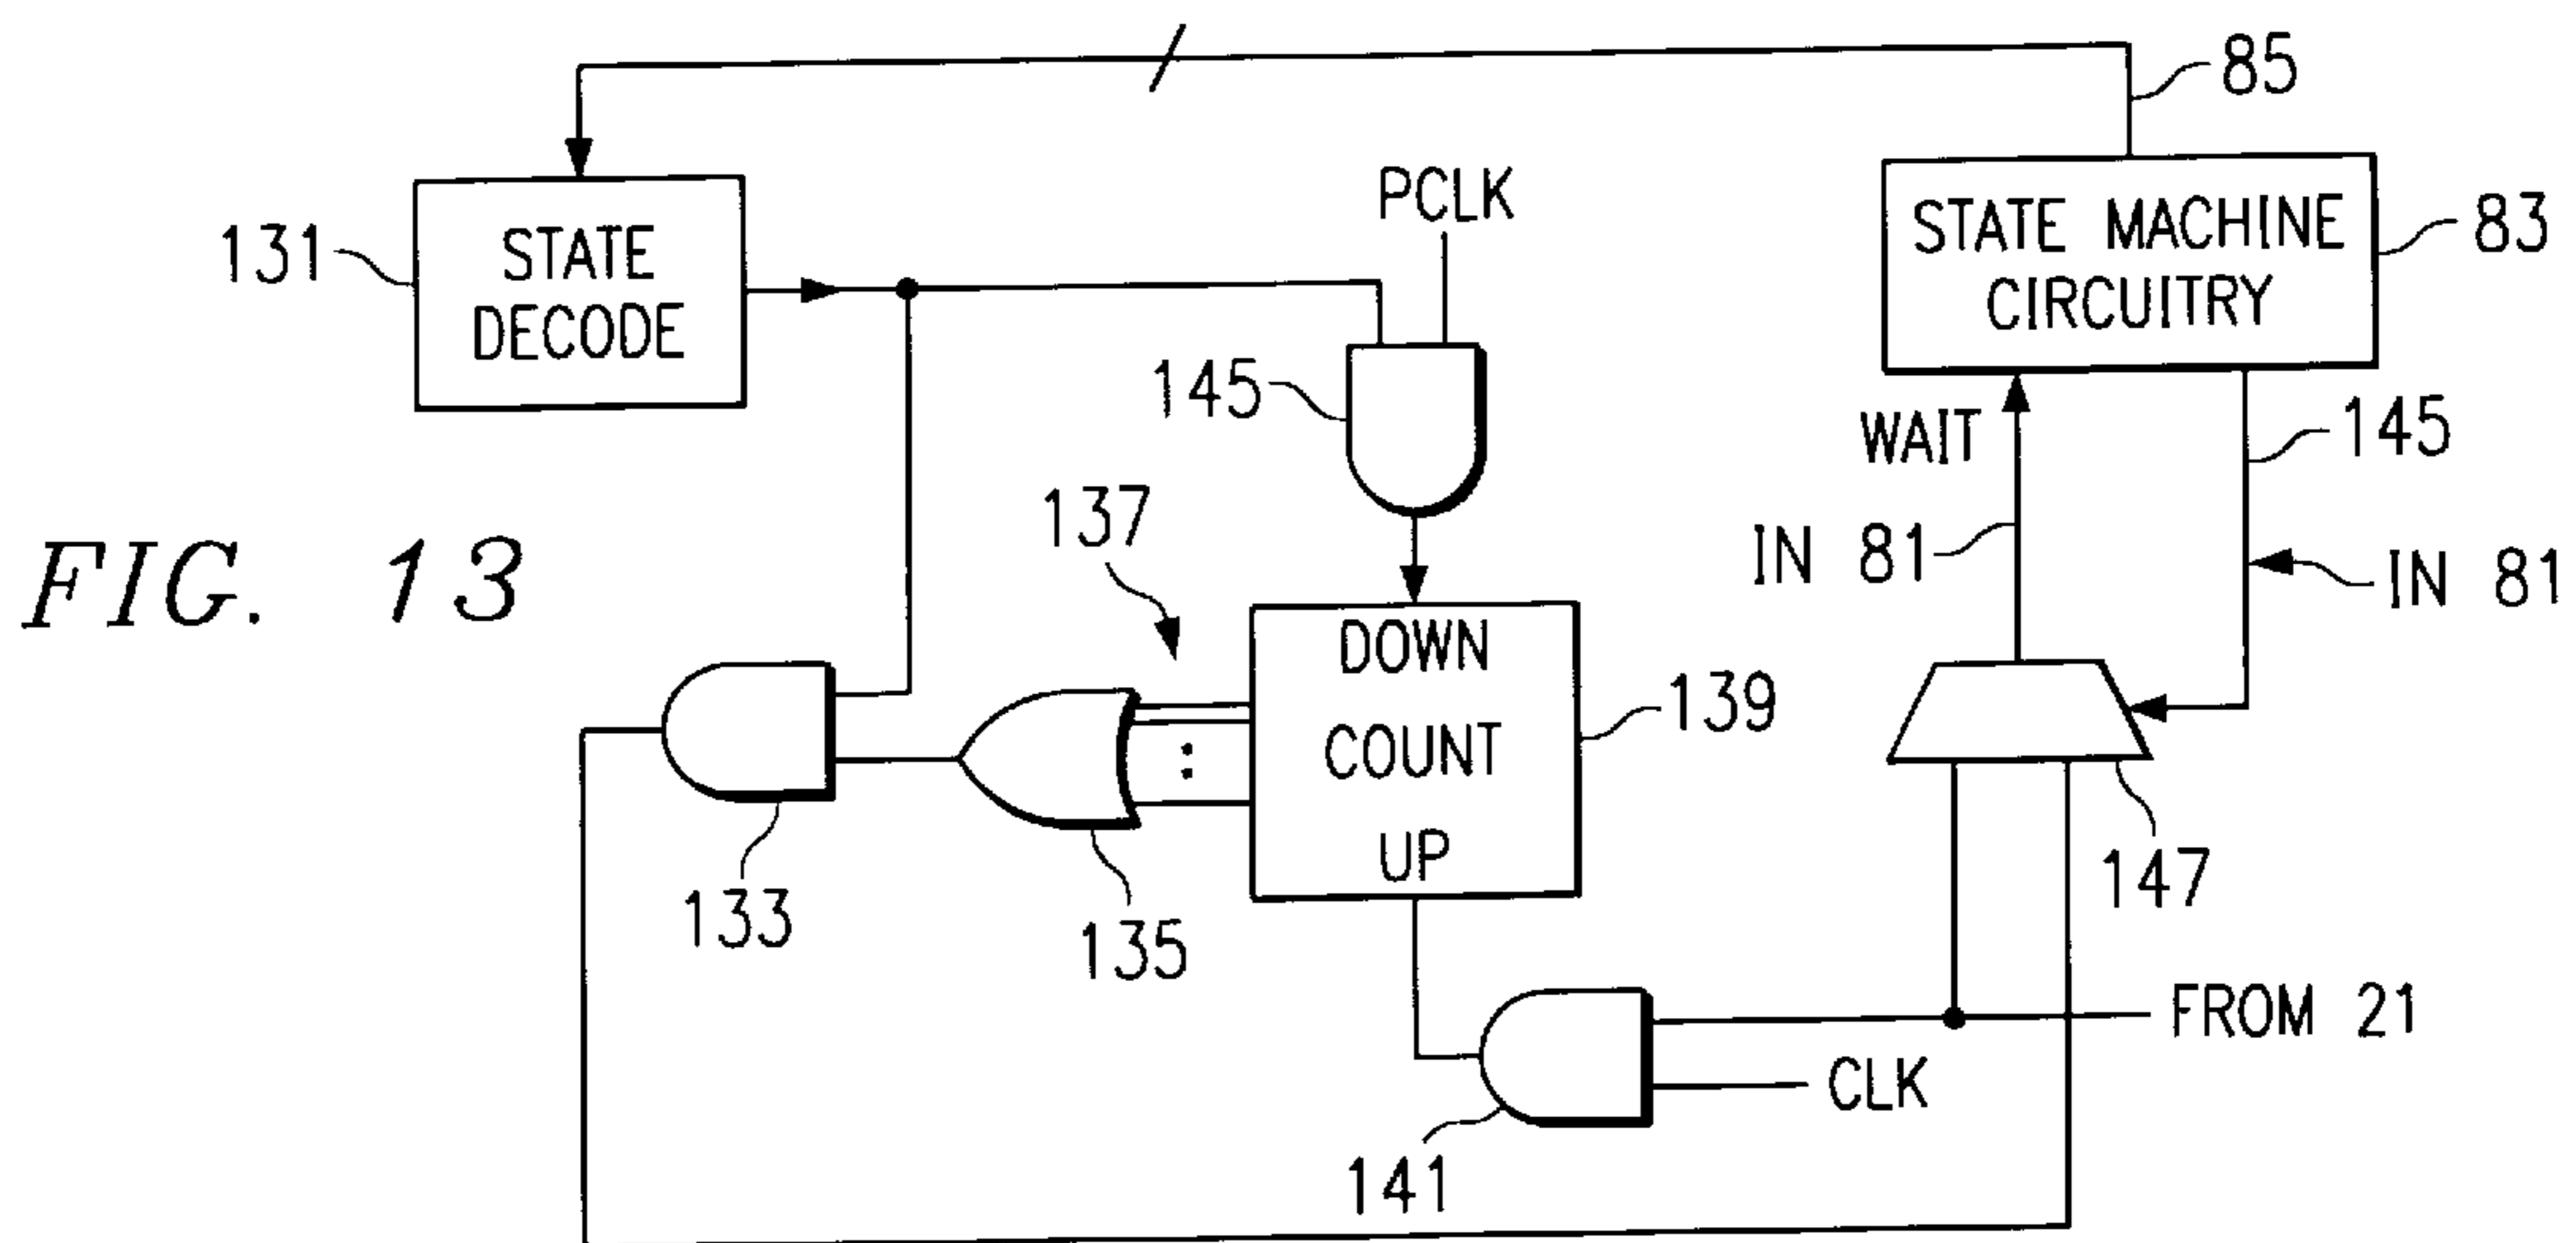 85
PCLK
131
STATE
DECODE
STATE MACHINE
CIRCUITRY
83
145
WAIT
145
137
IN 81
IN 81
FIG. 13
DOWN
COUNT
UP
139
133
135
147
FROM 21
CLK
141